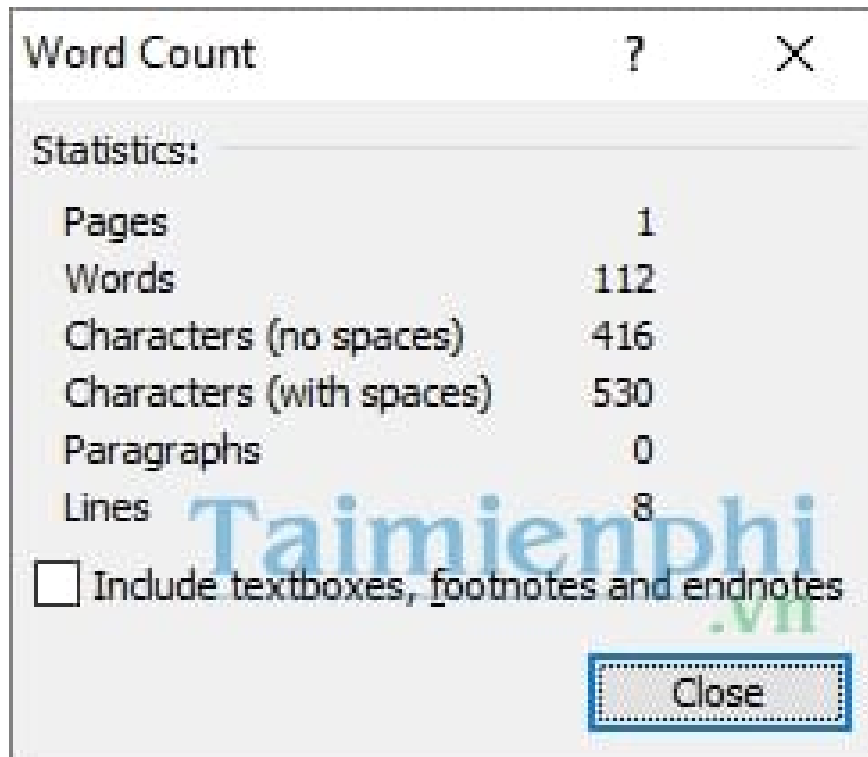 Word Count ? X
Statistics:
Pages 1
Words 112
Characters (no spaces) 416
Characters (with spaces) 530
Paragraphs 0
Lines 8
Taimienphi
.vn
Include textboxes, footnotes and endnotes
Close